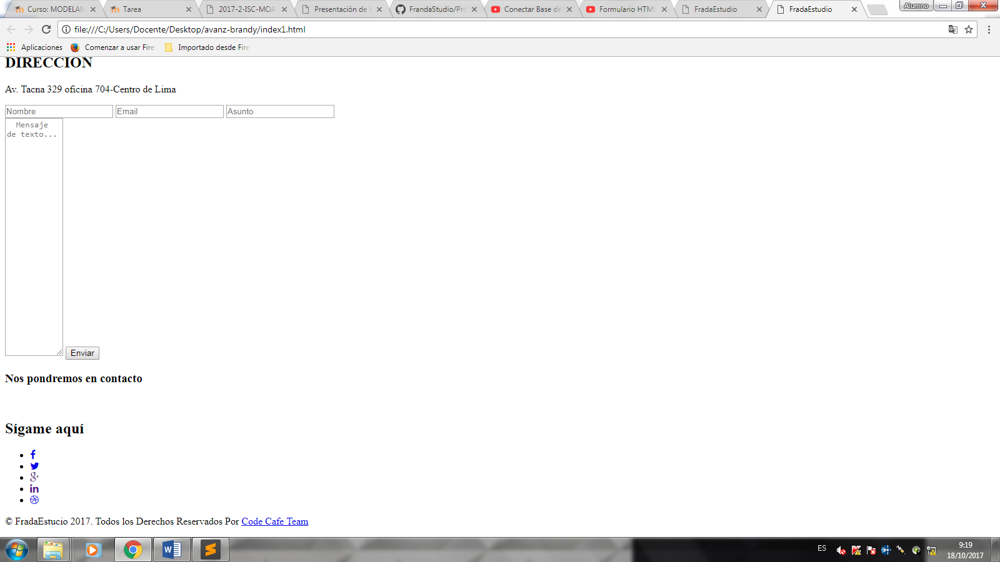 Curso: MODELAM
Tarea
2017-2-ISC-MOA
Presentación de
FrandaStudio/Pro
Conectar Base de
Formulario HTML
FradaEstudio
FradaEstudio
Alumno
file:///C:/Users/Docente/Desktop/avanz-brandy/index1.html
Aplicaciones
Comenzar a usar Fire
Importado desde Fire
DIRECCION
Av. Tacna 329 oficina 704-Centro de Lima
Nombre
Email
Asunto
Mensaje
de texto...
Enviar
Nos pondremos en contacto
Sígame aquí
© FradaEstucio 2017. Todos los Derechos Reservados Por Code Cafe Team
ES
9:19
18/10/2017